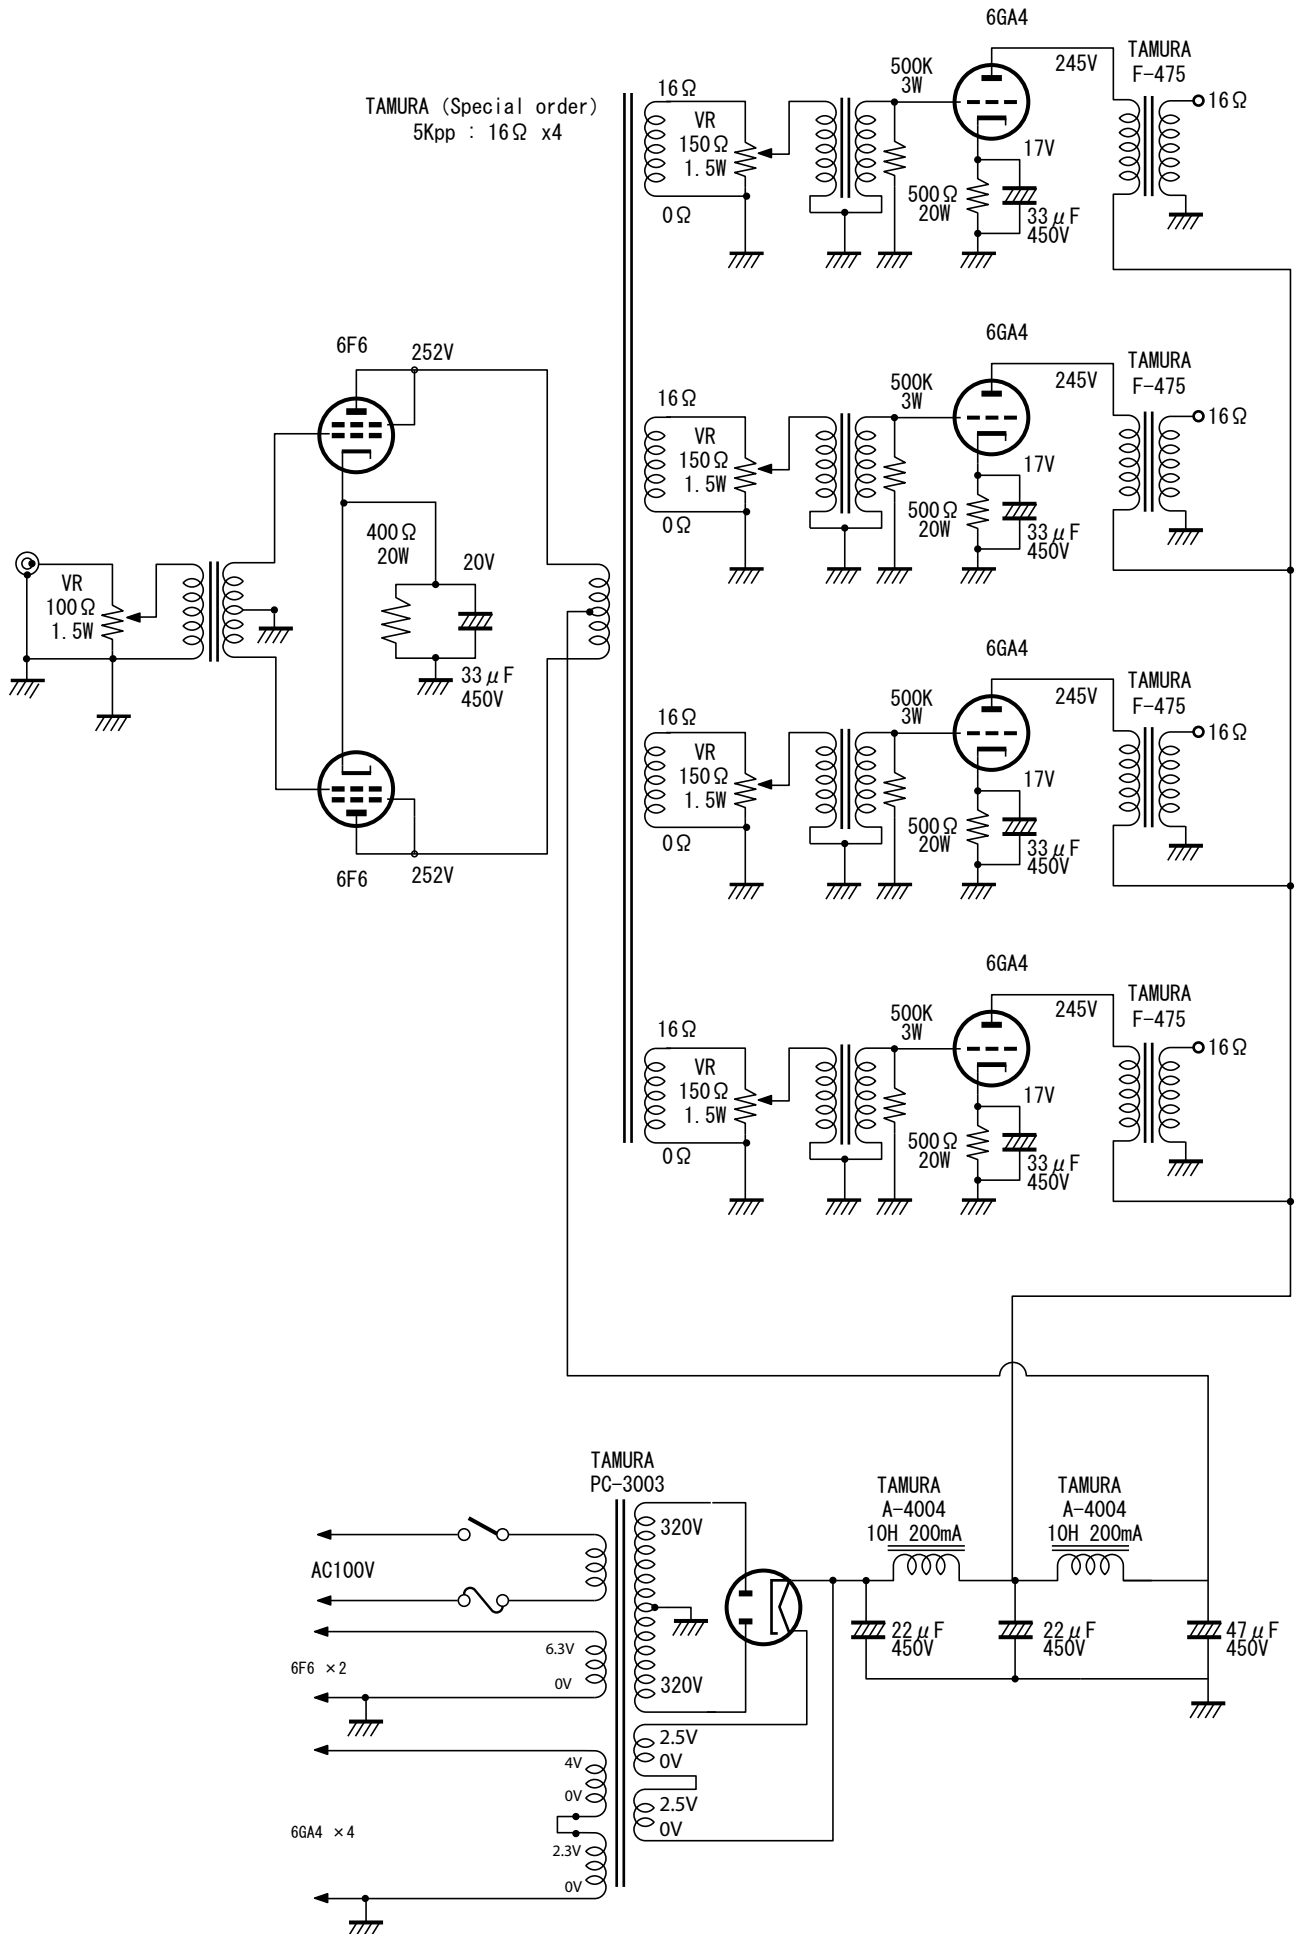 6GA4
TAMURA
F-475
245V
500K
3W
16Ω
16Ω
TAMURA (Special order)
5Kpp : 16Ω x4
VR
150Ω
1.5W
17V
500Ω
20W
33μF
450V
0Ω
6GA4
TAMURA
F-475
245V
500K
3W
16Ω
16Ω
VR
150Ω
1.5W
17V
500Ω
20W
33μF
450V
0Ω
6F6
252V
400Ω
20W
20V
33μF
450V
VR
100Ω
1.5W
6F6
252V
6GA4
TAMURA
F-475
245V
500K
3W
16Ω
16Ω
VR
150Ω
1.5W
17V
500Ω
20W
33μF
450V
0Ω
6GA4
TAMURA
F-475
245V
500K
3W
16Ω
16Ω
VR
150Ω
1.5W
17V
500Ω
20W
33μF
450V
0Ω
TAMURA
PC-3003
320V
320V
TAMURA
A-4004
10H 200mA
TAMURA
A-4004
10H 200mA
AC100V
22μF
450V
22μF
450V
47μF
450V
6F6 ×2
6.3V
0V
2.5V
0V
2.5V
0V
6GA4 ×4
4V
0V
2.3V
0V